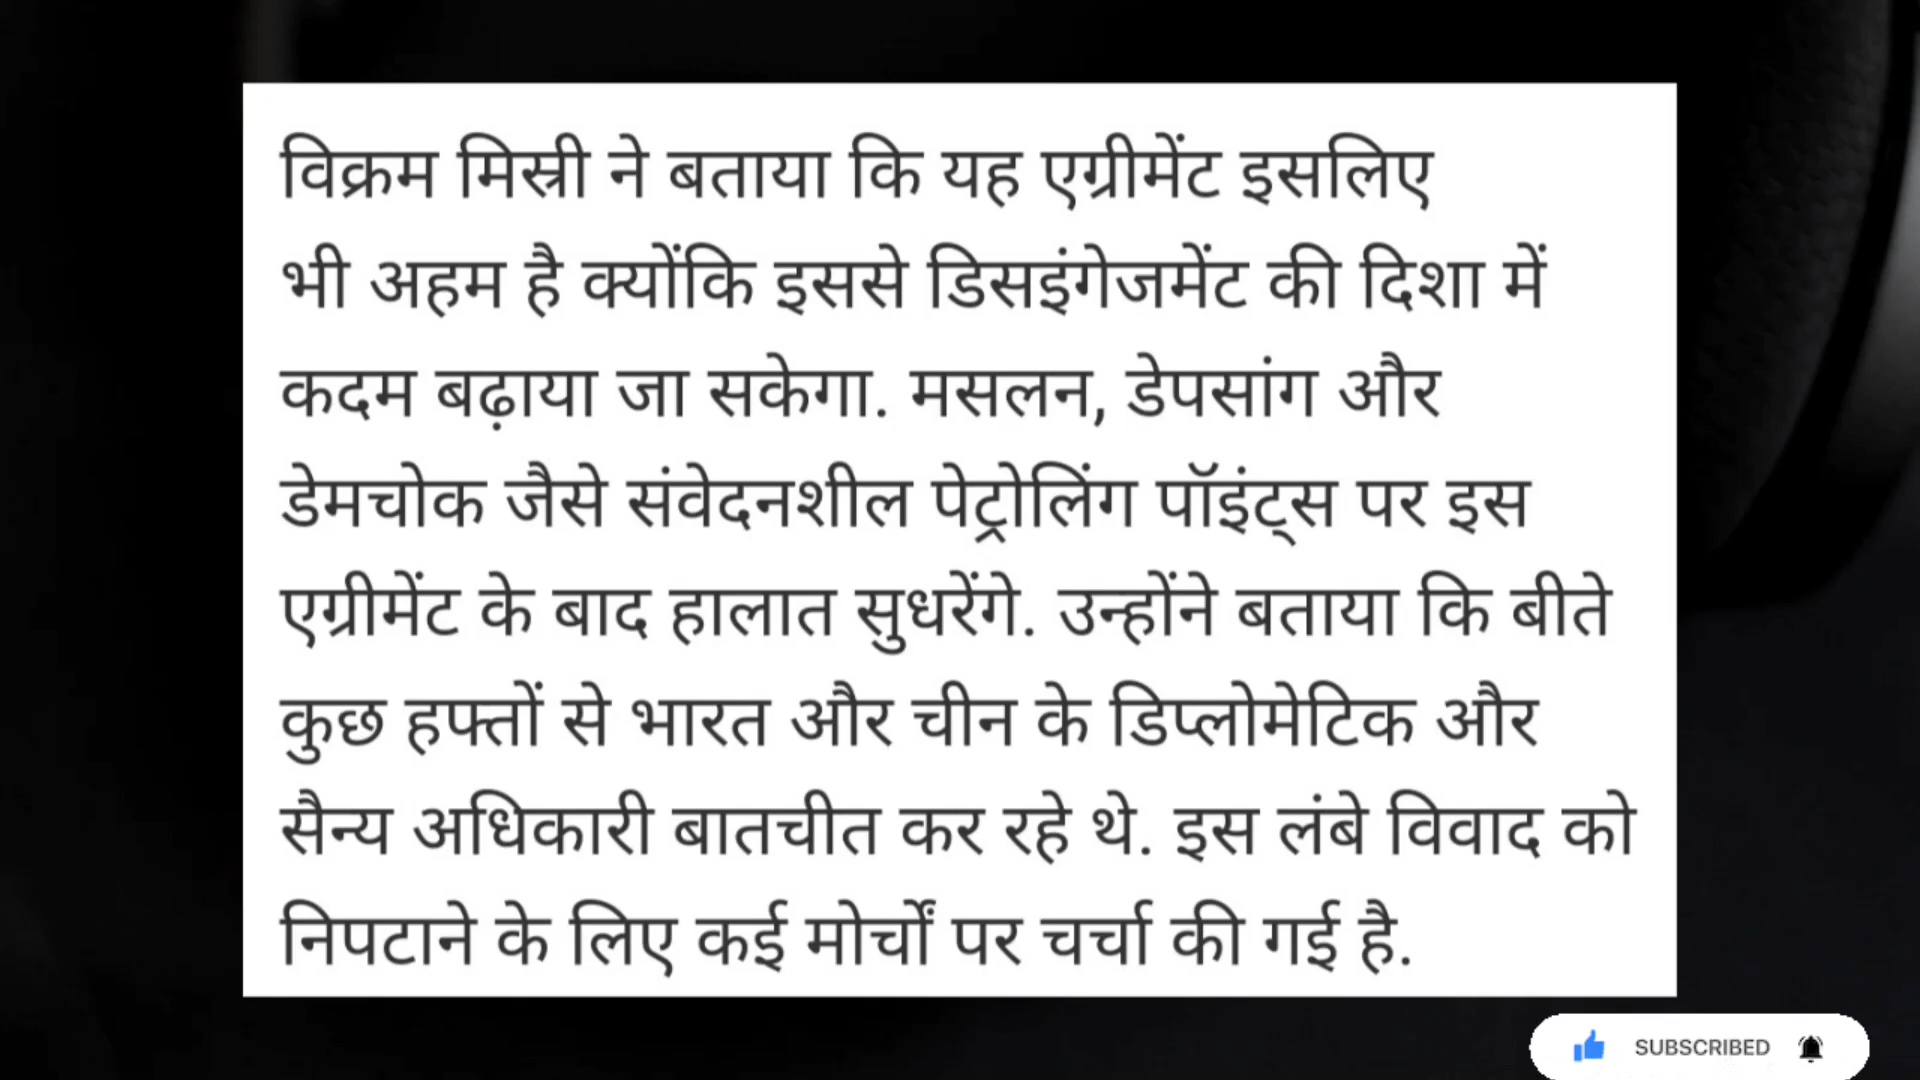 विक्रम मिस्री ने बताया कि यह एग्रीमेंट इसलिए
भी अहम है क्योंकि इससे डिसइंगेजमेंट की दिशा में
कदम बढ़ाया जा सकेगा. मसलन, डेपसांग और
डेमचोक जैसे संवेदनशील पेट्रोलिंग पॉइंट्स पर इस
एग्रीमेंट के बाद हालात सुधरेंगे. उन्होंने बताया कि बीते
कुछ हफ्तों से भारत और चीन के डिप्लोमेटिक और
सैन्य अधिकारी बातचीत कर रहे थे. इस लंबे विवाद को
निपटाने के लिए कई मोर्चों पर चर्चा की गई है.
SUBSCRIBED